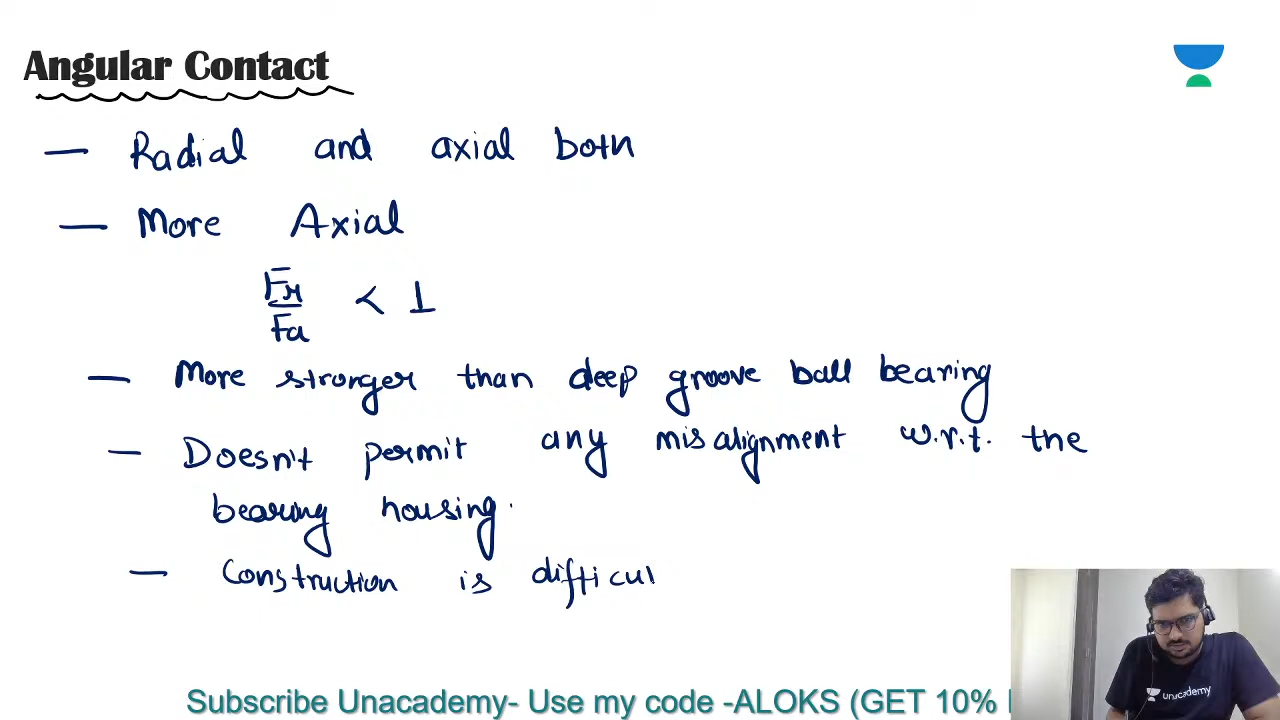 Angular Contact
— Radial and axial both
— More Axial
Fr
Fa
< 1
— More stronger than deep groove ball bearing
— Doesn't permit any misalignment w.r.t. the
bearing housing.
— Construction is difficul
unacademy
Subscribe Unacademy- Use my code -ALOKS (GET 10%